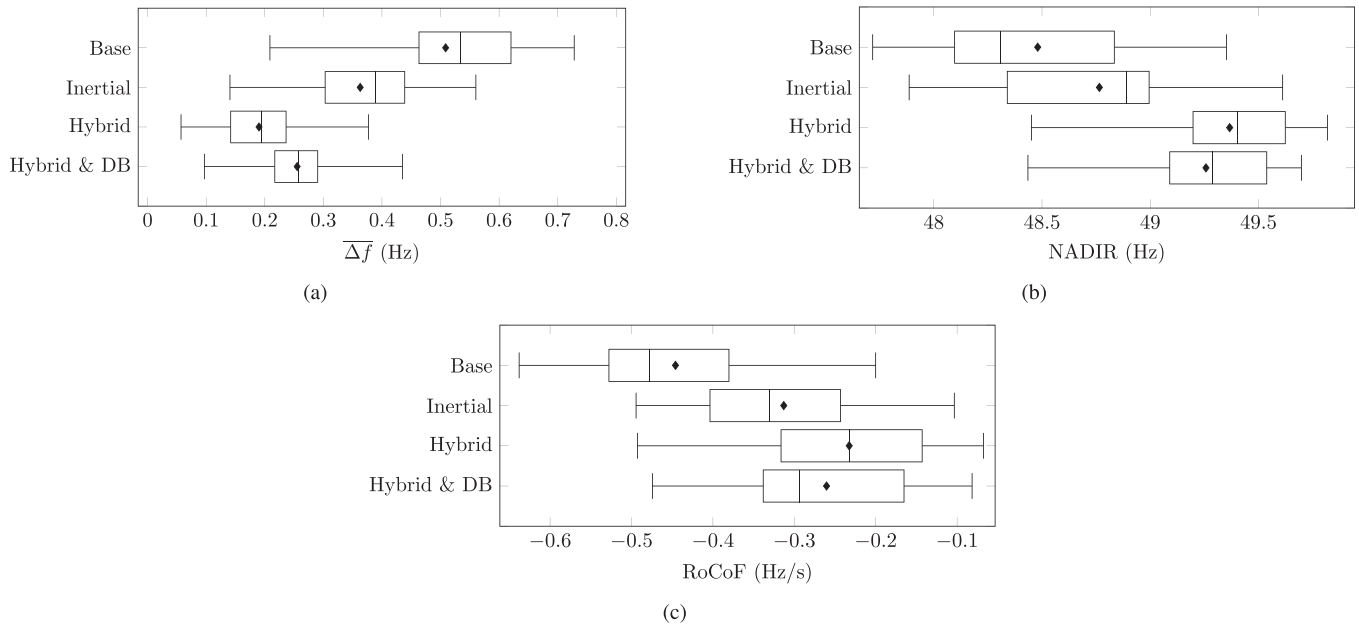 Base
Inertial
Hybrid
Hybrid & DB
0 0.1 0.2 0.3 0.4 0.5 0.6 0.7 0.8
$\overline{\Delta f}$ (Hz)
(a)
Base
Inertial
Hybrid
Hybrid & DB
48 48.5 49 49.5
NADIR (Hz)
(b)
Base
Inertial
Hybrid
Hybrid & DB
−0.6 −0.5 −0.4 −0.3 −0.2 −0.1
RoCoF (Hz/s)
(c)